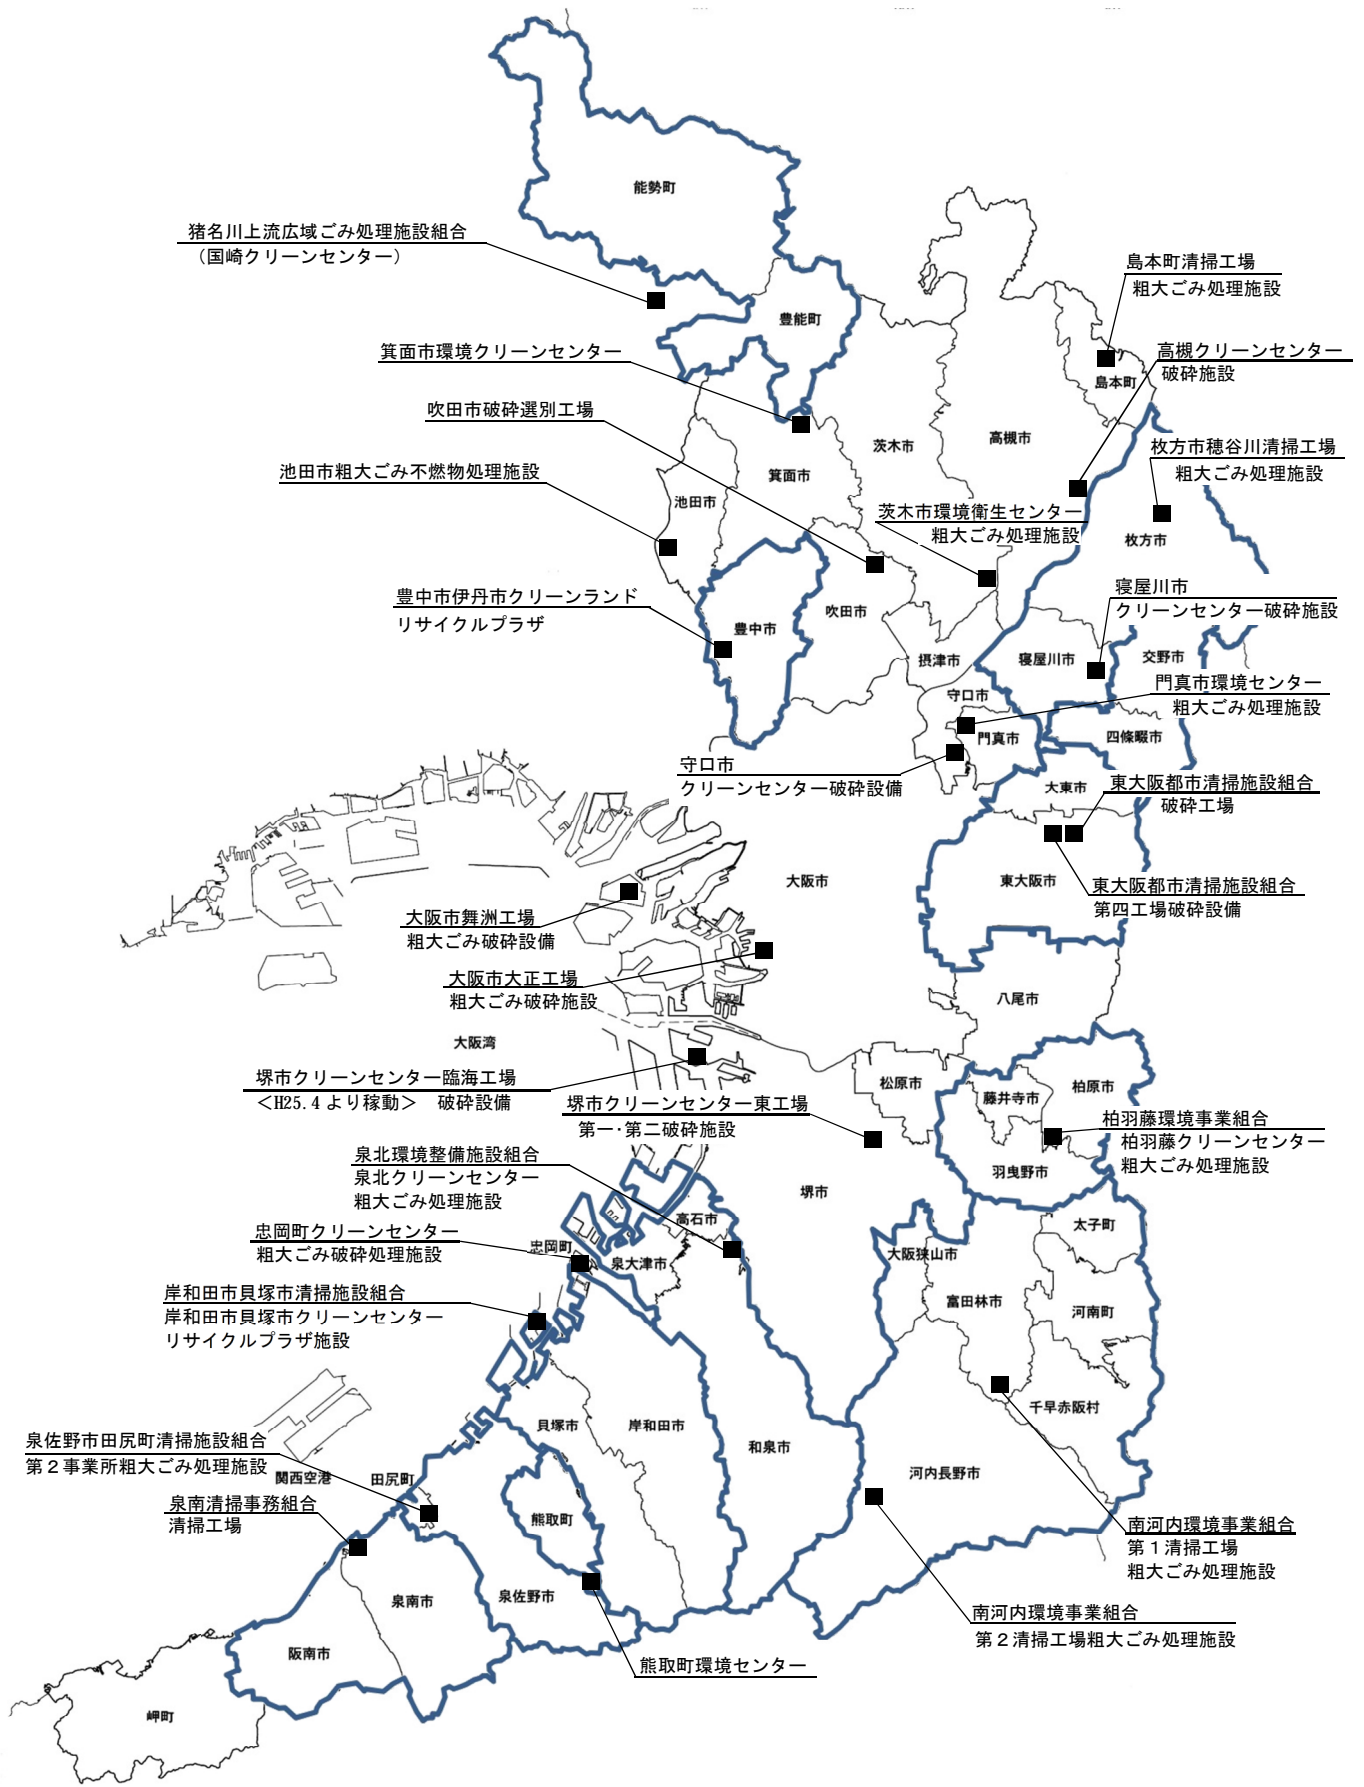 能勢町
猪名川上流広域ごみ処理施設組合
（国崎クリーンセンター）
島本町清掃工場
粗大ごみ処理施設
豊能町
箕面市環境クリーンセンター
高槻クリーンセンター
破砕施設
島本町
吹田市破砕選別工場
茨木市
高槻市
枚方市穂谷川清掃工場
粗大ごみ処理施設
池田市粗大ごみ不燃物処理施設
箕面市
池田市
茨木市環境衛生センター
粗大ごみ処理施設
枚方市
豊中市伊丹市クリーンランド
リサイクルプラザ
寝屋川市
クリーンセンター破砕施設
吹田市
豊中市
摂津市
寝屋川市
交野市
門真市環境センター
粗大ごみ処理施設
守口市
門真市
四條畷市
守口市
クリーンセンター破砕設備
大東市
東大阪都市清掃施設組合
破砕工場
大阪市
東大阪市
東大阪都市清掃施設組合
第四工場破砕設備
大阪市舞洲工場
粗大ごみ破砕設備
大阪市大正工場
粗大ごみ破砕施設
八尾市
大阪湾
堺市クリーンセンター臨海工場
＜H25.4より稼動＞　破砕設備
松原市
藤井寺市
柏原市
堺市クリーンセンター東工場
第一・第二破砕施設
柏羽藤環境事業組合
柏羽藤クリーンセンター
粗大ごみ処理施設
泉北環境整備施設組合
泉北クリーンセンター
粗大ごみ処理施設
羽曳野市
堺市
高石市
太子町
忠岡町クリーンセンター
粗大ごみ破砕処理施設
忠岡町
泉大津市
大阪狭山市
岸和田市貝塚市清掃施設組合
岸和田市貝塚市クリーンセンター
リサイクルプラザ施設
富田林市
河南町
千早赤阪村
貝塚市
岸和田市
和泉市
泉佐野市田尻町清掃施設組合
第２事業所粗大ごみ処理施設
関西空港
田尻町
河内長野市
泉南清掃事務組合
清掃工場
熊取町
南河内環境事業組合
第１清掃工場
粗大ごみ処理施設
泉南市
泉佐野市
南河内環境事業組合
第２清掃工場粗大ごみ処理施設
阪南市
熊取町環境センター
岬町